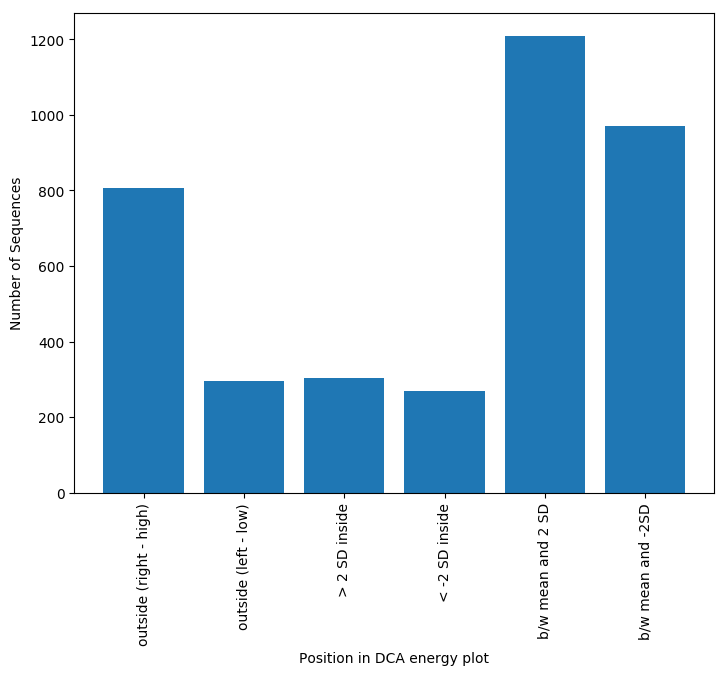 1200
1000
800
600
400
200
0
Number of Sequences
outside (right - high)
outside (left - low)
> 2 SD inside
< -2 SD inside
b/w mean and 2 SD
b/w mean and -2SD
Position in DCA energy plot